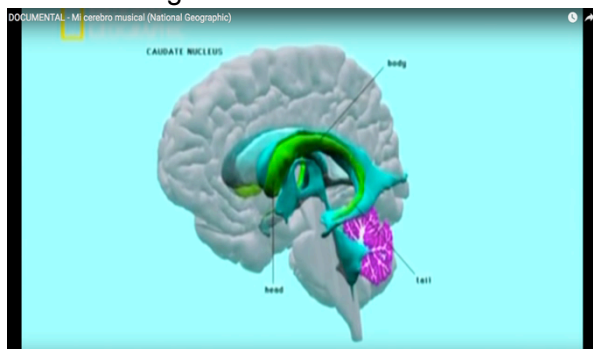 DOCUMENTAL - Mi cerebro musical (National Geographic)
CAUDATE NUCLEUS
body
head
tail